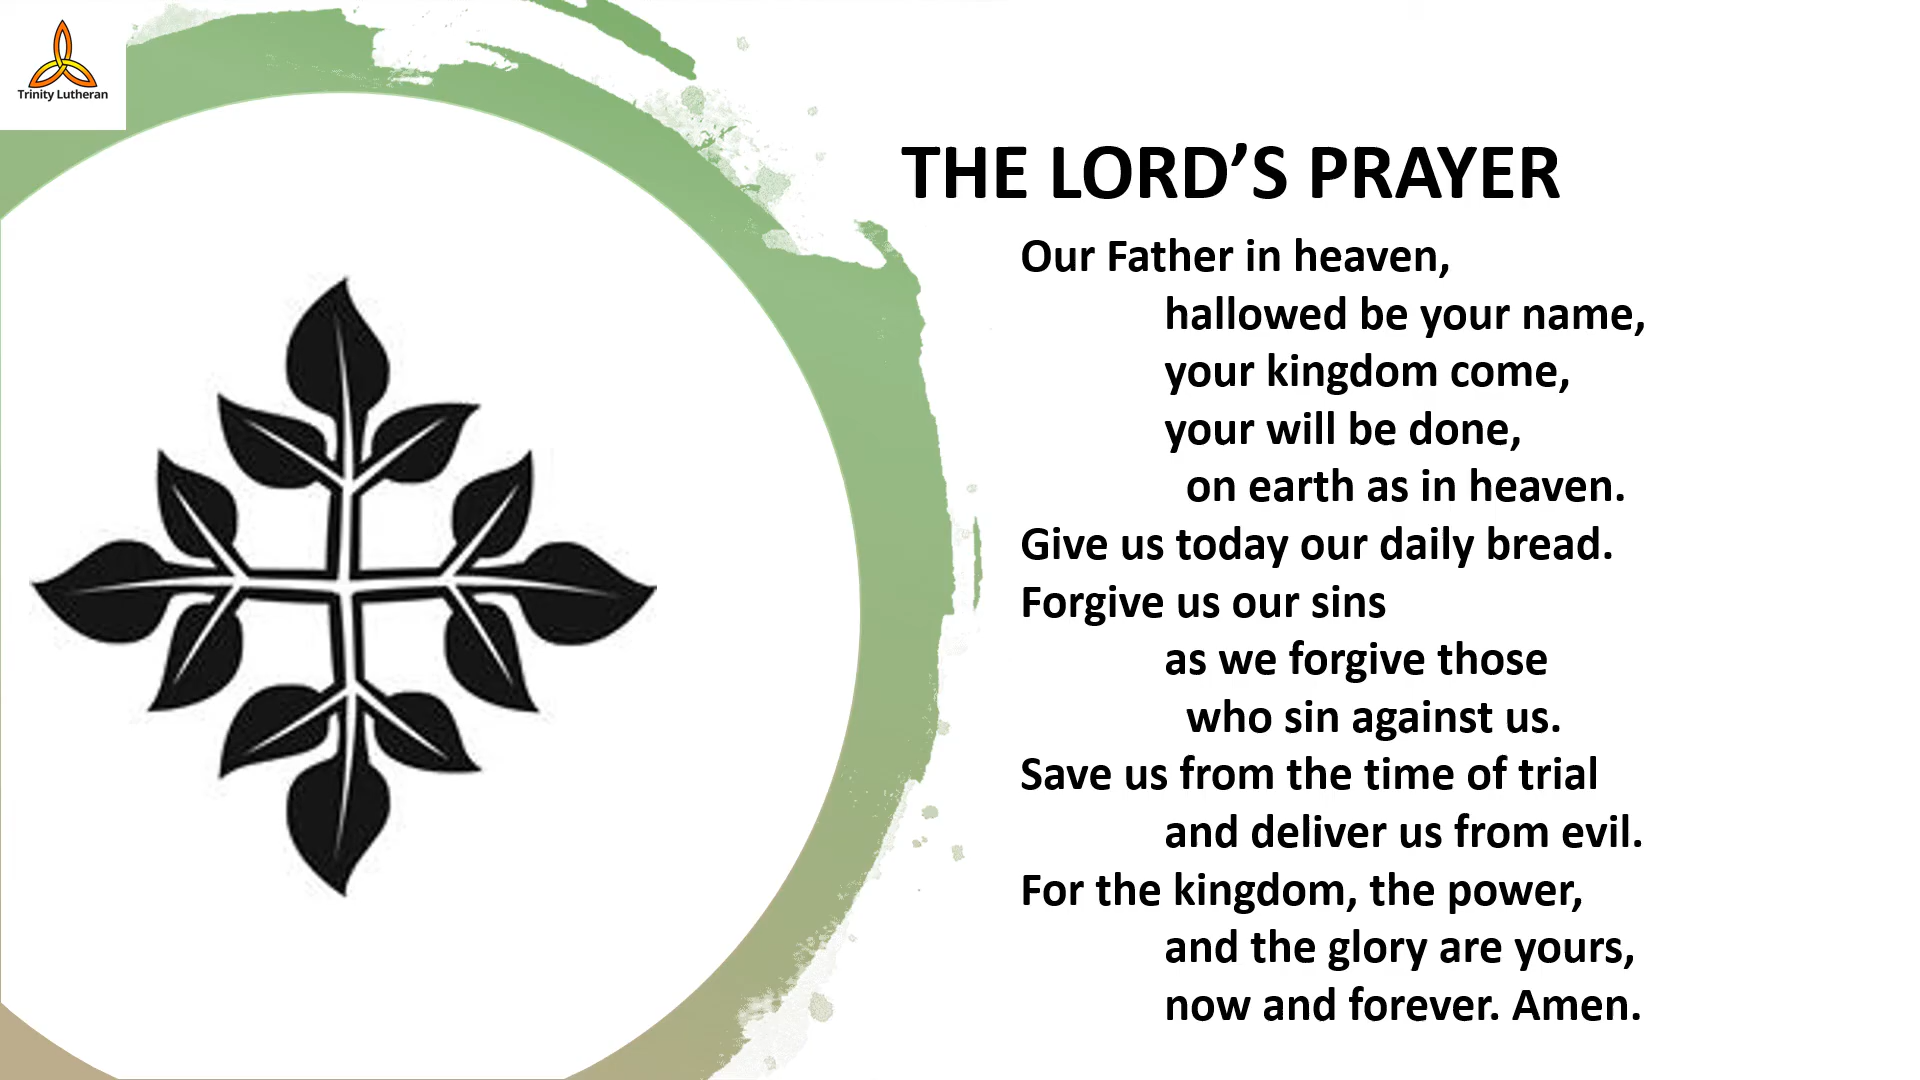 Trinity Lutheran
THE LORD’S PRAYER
Our Father in heaven,
hallowed be your name,
your kingdom come,
your will be done,
on earth as in heaven.
Give us today our daily bread.
Forgive us our sins
as we forgive those
who sin against us.
Save us from the time of trial
and deliver us from evil.
For the kingdom, the power,
and the glory are yours,
now and forever. Amen.